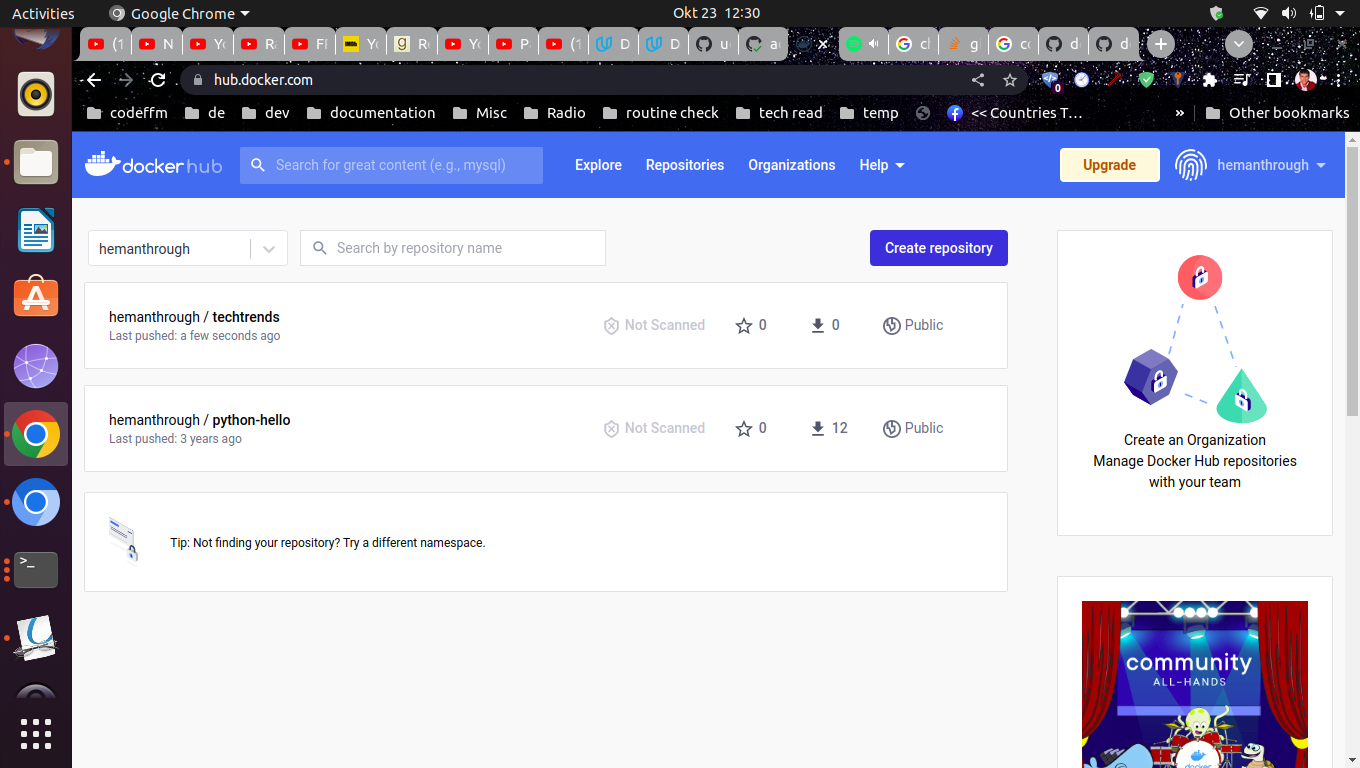 Activities Google Chrome Okt 23 12:30
(1 N Yo Ra Fl Yo Re Yo P (1 D D u ac cl g co d d
hub.docker.com
0
codeffm de dev documentation Misc Radio routine check tech read temp << Countries T... » Other bookmarks
docker hub Search for great content (e.g., mysql) Explore Repositories Organizations Help Upgrade hemanthrough
hemanthrough Search by repository name Create repository
hemanthrough / techtrends Not Scanned 0 0 Public
Last pushed: a few seconds ago
hemanthrough / python-hello Not Scanned 0 12 Public
Last pushed: 3 years ago
Tip: Not finding your repository? Try a different namespace.
Create an Organization
Manage Docker Hub repositories
with your team
community
ALL-HANDS
docker